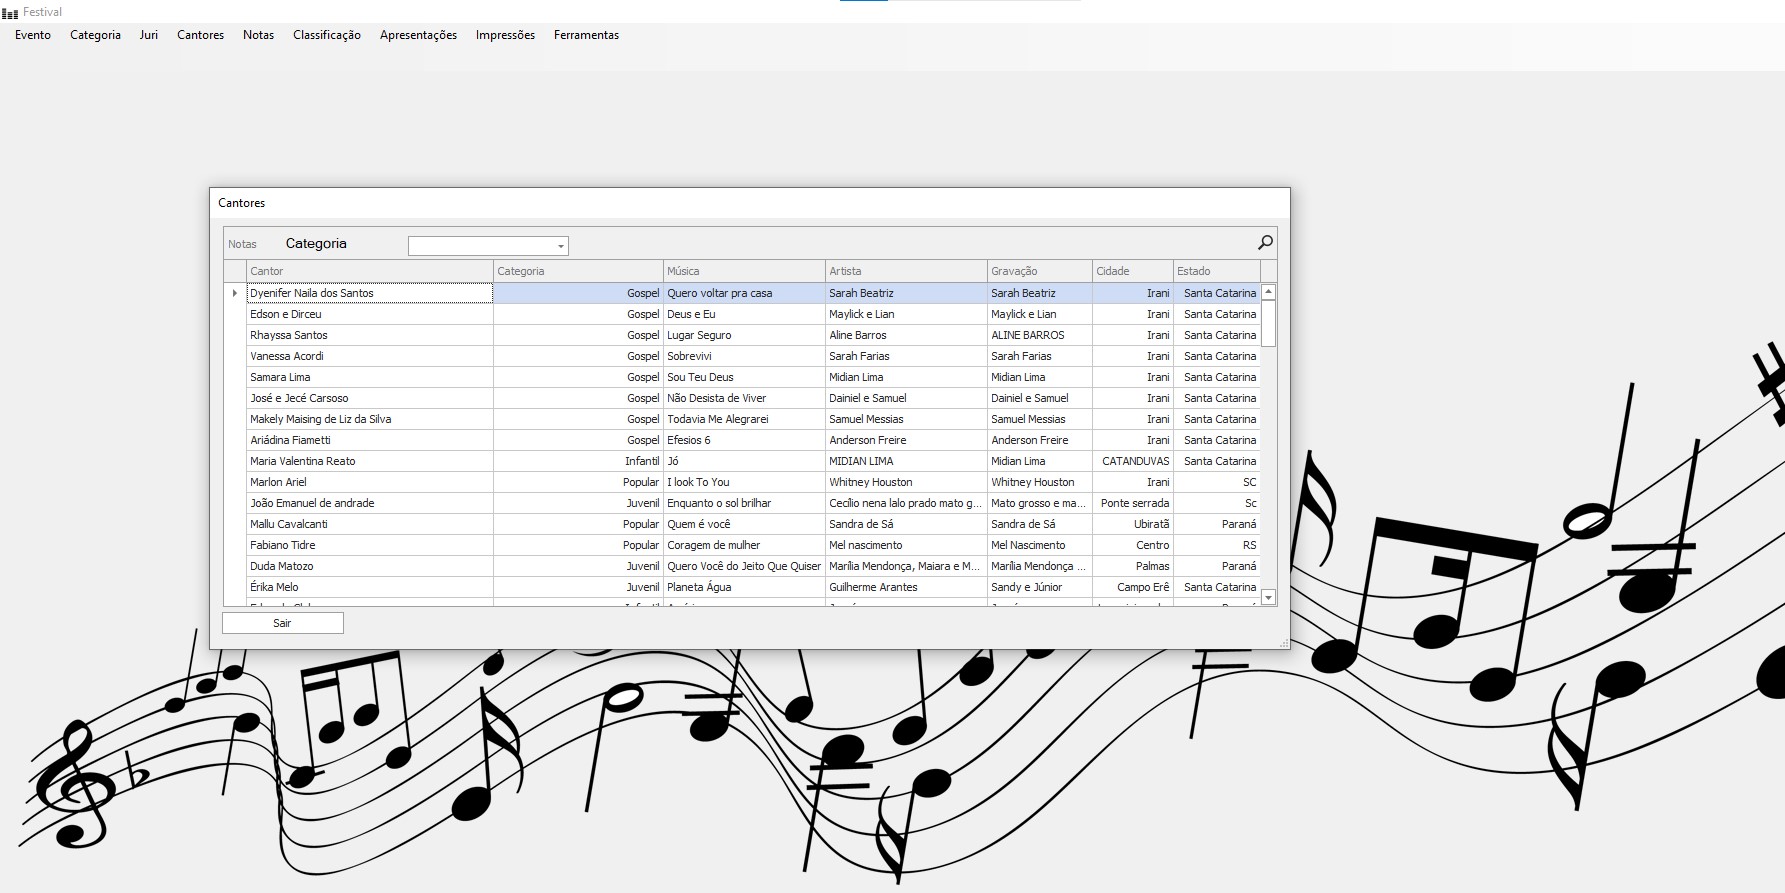 Festival
Evento Categoria Juri Cantores Notas Classificação Apresentações Impressões Ferramentas
Cantores
Notas Categoria
Cantor Categoria Música Artista Gravação Cidade Estado
Dyenifer Naila dos Santos Gospel Quero voltar pra casa Sarah Beatriz Sarah Beatriz Irani Santa Catarina
Edson e Dirceu Gospel Deus e Eu Maylick e Lian Maylick e Lian Irani Santa Catarina
Rhayssa Santos Gospel Lugar Seguro Aline Barros ALINE BARROS Irani Santa Catarina
Vanessa Acordi Gospel Sobrevivi Sarah Farias Sarah Farias Irani Santa Catarina
Samara Lima Gospel Sou Teu Deus Midian Lima Midian Lima Irani Santa Catarina
José e Jecé Carsoso Gospel Não Desista de Viver Dainiel e Samuel Dainiel e Samuel Irani Santa Catarina
Makely Maising de Liz da Silva Gospel Todavia Me Alegrarei Samuel Messias Samuel Messias Irani Santa Catarina
Ariádina Fiametti Gospel Efesios 6 Anderson Freire Anderson Freire Irani Santa Catarina
Maria Valentina Reato Infantil Jó MIDIAN LIMA Midian Lima CATANDUVAS Santa Catarina
Marlon Ariel Popular I look To You Whitney Houston Whitney Houston Irani SC
João Emanuel de andrade Juvenil Enquanto o sol brilhar Cecílio nena lalo prado mato g... Mato grosso e ma... Ponte serrada Sc
Mallu Cavalcanti Popular Quem é você Sandra de Sá Sandra de Sá Ubiratã Paraná
Fabiano Tidre Popular Coragem de mulher Mel nascimento Mel Nascimento Centro RS
Duda Matozo Juvenil Quero Você do Jeito Que Quiser Marília Mendonça, Maiara e M... Marília Mendonça ... Palmas Paraná
Érika Melo Juvenil Planeta Água Guilherme Arantes Sandy e Júnior Campo Erê Santa Catarina
Sair